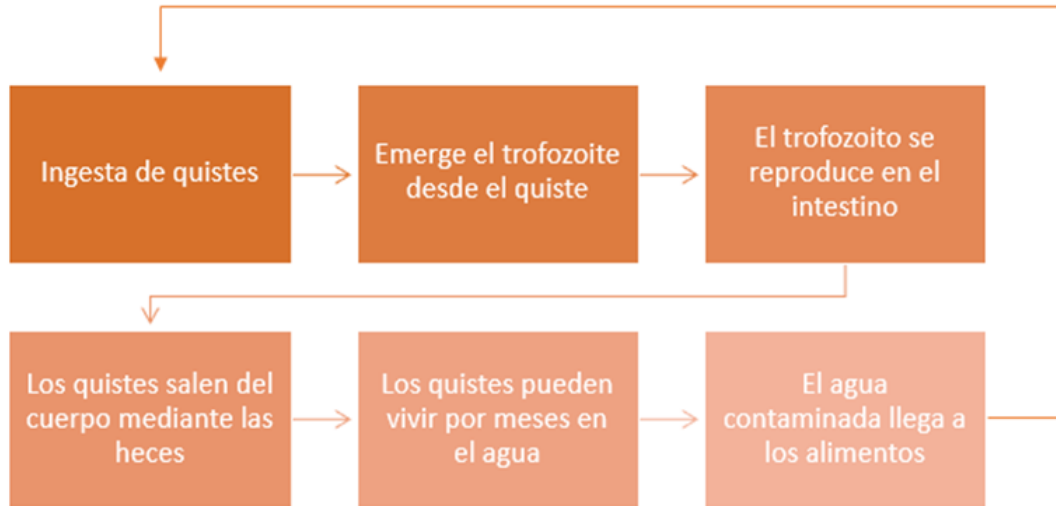 Ingesta de quistes
Emerge el trofozoite
desde el quiste
El trofozoito se
reproduce en el
intestino
Los quistes salen del
cuerpo mediante las
heces
Los quistes pueden
vivir por meses en
el agua
El agua
contaminada llega a
los alimentos